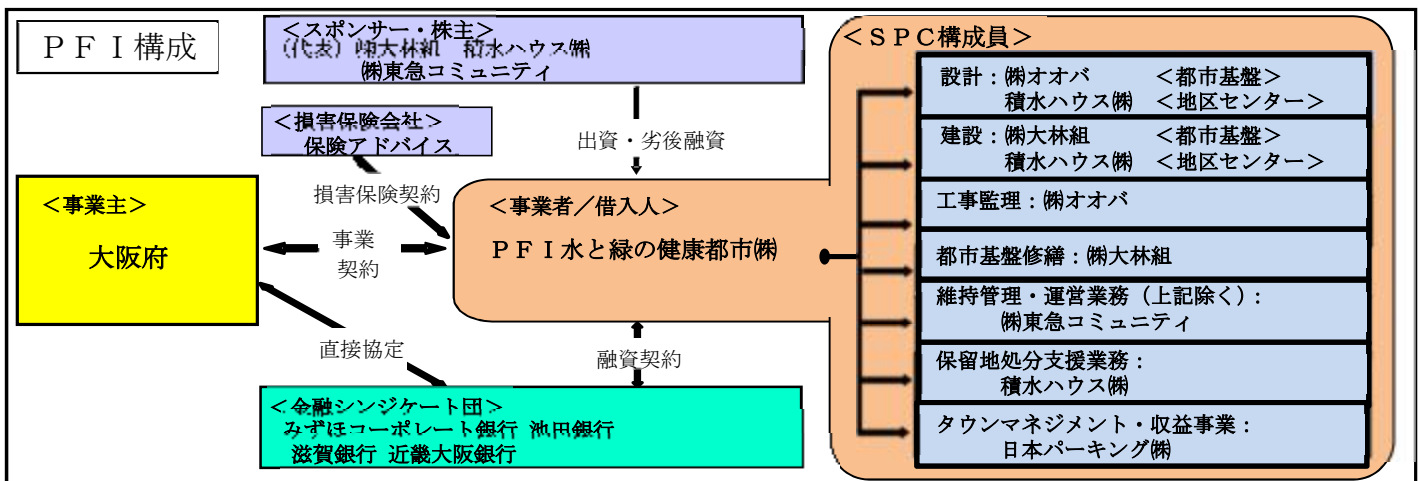 ＰＦＩ構成
＜スポンサー・株主＞
(代表) ㈱大林組 積水ハウス㈱
㈱東急コミュニティ
＜損害保険会社＞
保険アドバイス
出資・劣後融資
損害保険契約
＜事業主＞
大阪府
事業
契約
＜事業者／借入人＞
ＰＦＩ水と緑の健康都市㈱
直接協定
融資契約
＜金融シンジケート団＞
みずほコーポレート銀行 池田銀行
滋賀銀行 近畿大阪銀行
＜ＳＰＣ構成員＞
設計：㈱オオバ ＜都市基盤＞
積水ハウス㈱ ＜地区センター＞
建設：㈱大林組 ＜都市基盤＞
積水ハウス㈱ ＜地区センター＞
工事監理：㈱オオバ
都市基盤修繕：㈱大林組
維持管理・運営業務（上記除く）：
㈱東急コミュニティ
保留地処分支援業務：
積水ハウス㈱
タウンマネジメント・収益事業：
日本パーキング㈱